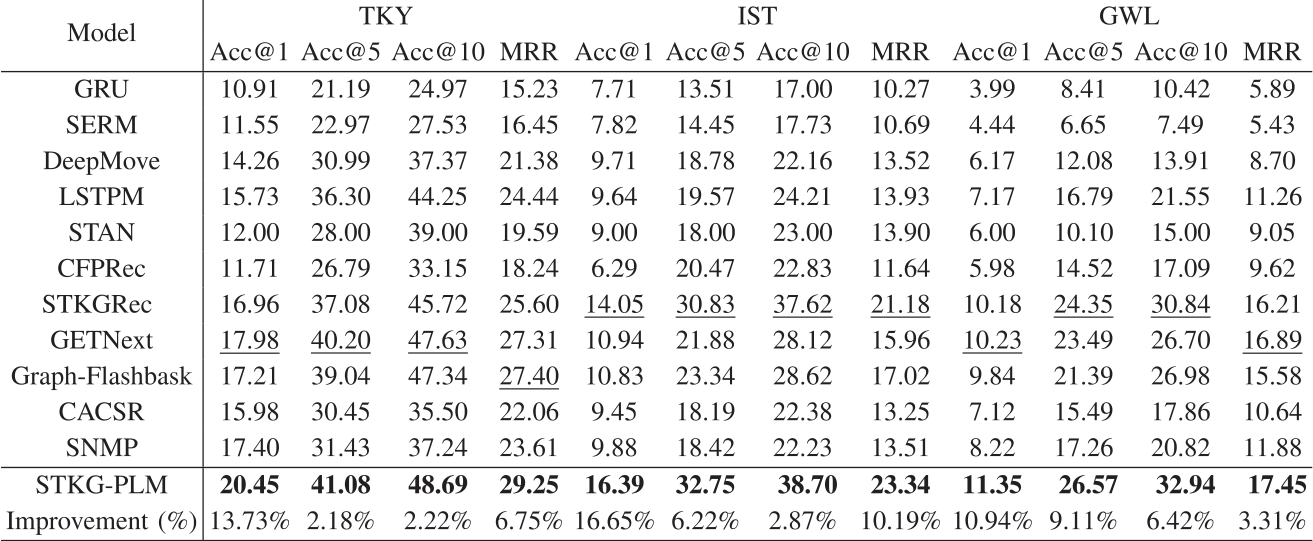 Model TKY IST GWL
Acc@1 Acc@5 Acc@10 MRR Acc@1 Acc@5 Acc@10 MRR Acc@1 Acc@5 Acc@10 MRR
GRU 10.91 21.19 24.97 15.23 7.71 13.51 17.00 10.27 3.99 8.41 10.42 5.89
SERM 11.55 22.97 27.53 16.45 7.82 14.45 17.73 10.69 4.44 6.65 7.49 5.43
DeepMove 14.26 30.99 37.37 21.38 9.71 18.78 22.16 13.52 6.17 12.08 13.91 8.70
LSTPM 15.73 36.30 44.25 24.44 9.64 19.57 24.21 13.93 7.17 16.79 21.55 11.26
STAN 12.00 28.00 39.00 19.59 9.00 18.00 23.00 13.90 6.00 10.10 15.00 9.05
CFPRec 11.71 26.79 33.15 18.24 6.29 20.47 22.83 11.64 5.98 14.52 17.09 9.62
STKGRec 16.96 37.08 45.72 25.60 14.05 30.83 37.62 21.18 10.18 24.35 30.84 16.21
GETNext 17.98 40.20 47.63 27.31 10.94 21.88 28.12 15.96 10.23 23.49 26.70 16.89
Graph-Flashbask 17.21 39.04 47.34 27.40 10.83 23.34 28.62 17.02 9.84 21.39 26.98 15.58
CACSR 15.98 30.45 35.50 22.06 9.45 18.19 22.38 13.25 7.12 15.49 17.86 10.64
SNMP 17.40 31.43 37.24 23.61 9.88 18.42 22.23 13.51 8.22 17.26 20.82 11.88
STKG-PLM 20.45 41.08 48.69 29.25 16.39 32.75 38.70 23.34 11.35 26.57 32.94 17.45
Improvement (%) 13.73% 2.18% 2.22% 6.75% 16.65% 6.22% 2.87% 10.19% 10.94% 9.11% 6.42% 3.31%